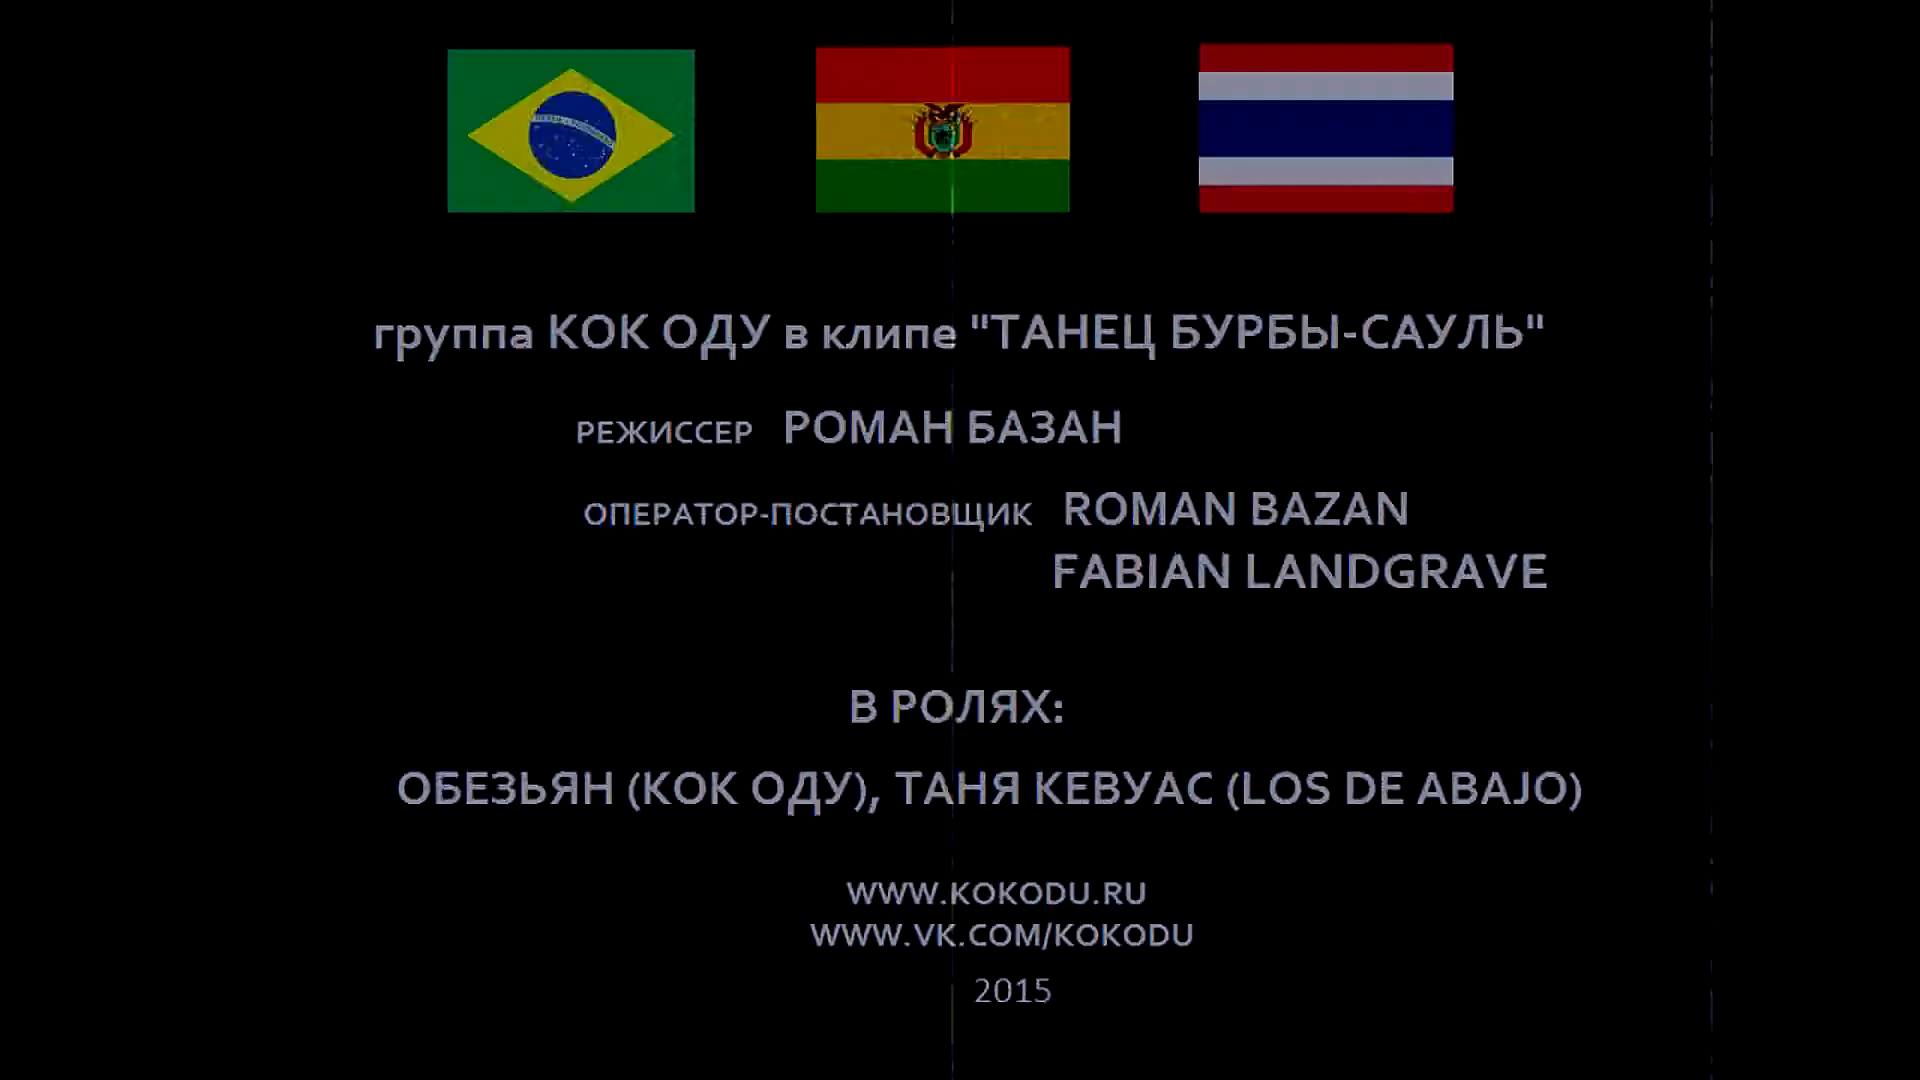 группа КОК ОДУ в клипе "ТАНЕЦ БУРБЫ-САУЛЬ"
РЕЖИССЕР РОМАН БАЗАН
ОПЕРАТОР-ПОСТАНОВЩИК ROMAN BAZAN
FABIAN LANDGRAVE
В РОЛЯХ:
ОБЕЗЬЯН (КОК ОДУ), ТАНЯ КЕВУАС (LOS DE ABAJO)
WWW.KOKODU.RU
WWW.VK.COM/KOKODU
2015